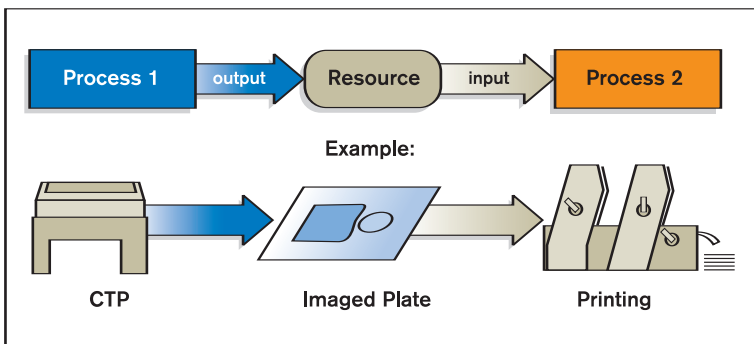 Process 1 output Resource input Process 2
Example:
CTP Imaged Plate Printing